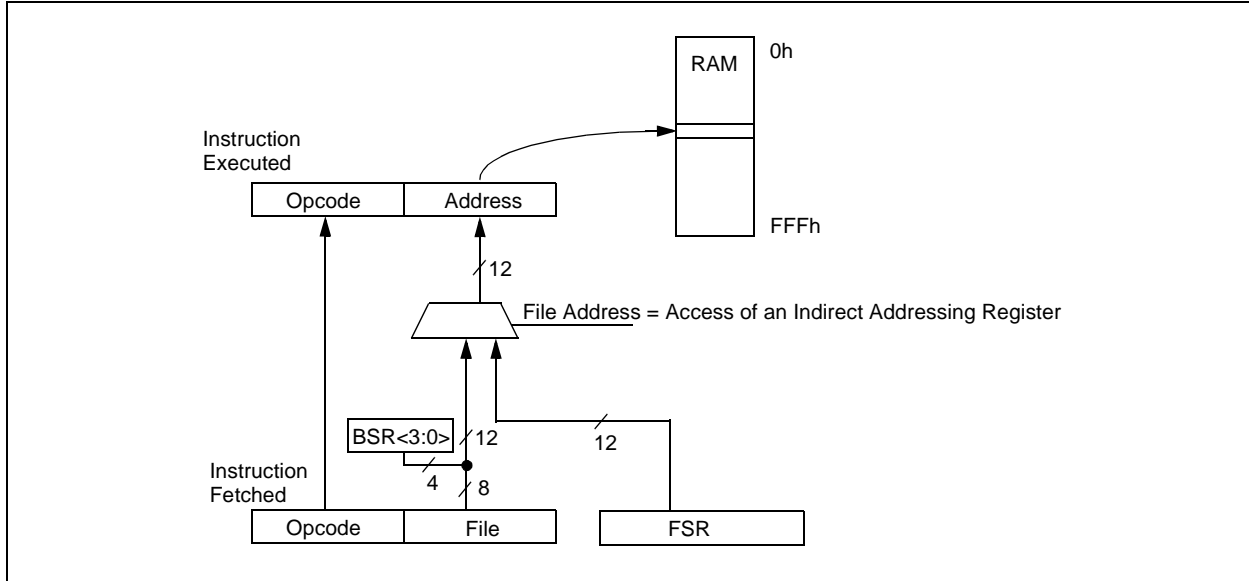 RAM
0h
Instruction
Executed
Opcode
Address
FFFh
12
File Address = Access of an Indirect Addressing Register
BSR<3:0>
12
12
4
8
Instruction
Fetched
Opcode
File
FSR